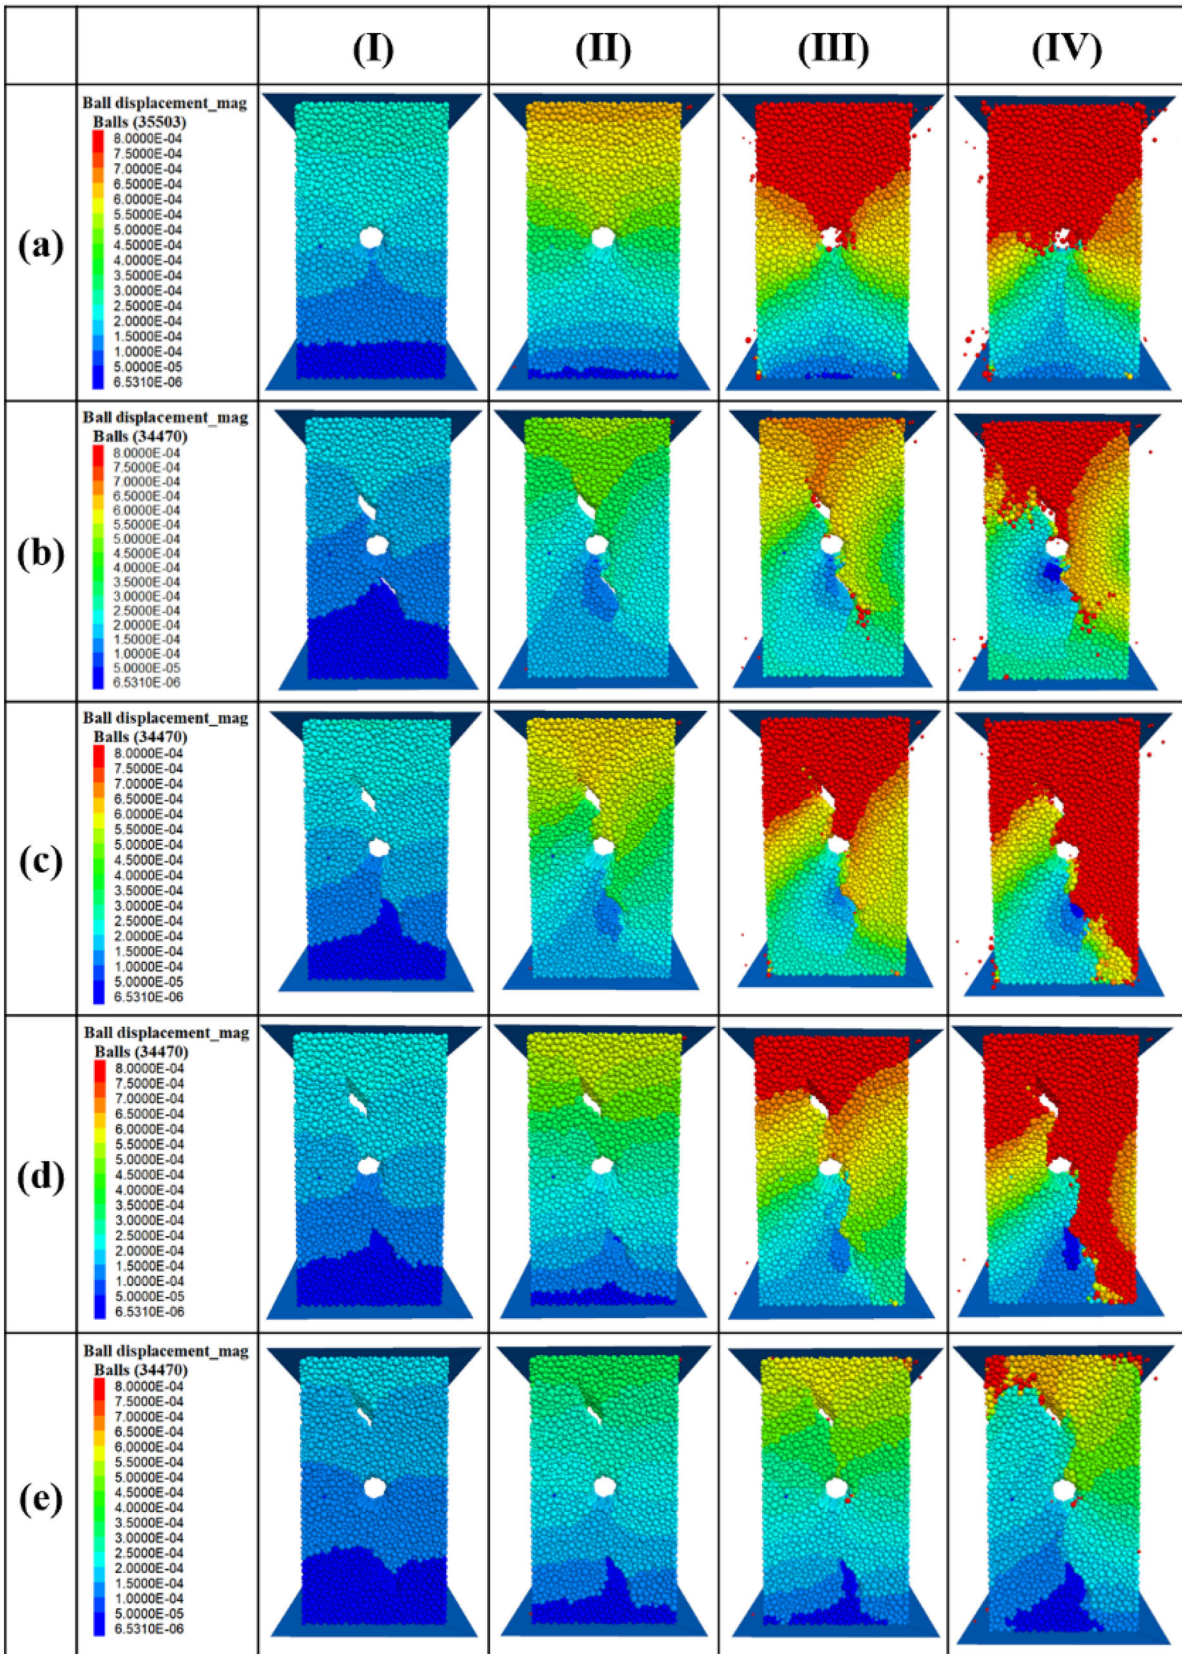 (I) (II) (III) (IV)
(a)
Ball displacement_mag
Balls (35503)
8.0000E-04
7.5000E-04
7.0000E-04
6.5000E-04
6.0000E-04
5.5000E-04
5.0000E-04
4.5000E-04
4.0000E-04
3.5000E-04
3.0000E-04
2.5000E-04
2.0000E-04
1.5000E-04
1.0000E-04
5.0000E-05
6.5310E-06
(b)
Ball displacement_mag
Balls (34470)
8.0000E-04
7.5000E-04
7.0000E-04
6.5000E-04
6.0000E-04
5.5000E-04
5.0000E-04
4.5000E-04
4.0000E-04
3.5000E-04
3.0000E-04
2.5000E-04
2.0000E-04
1.5000E-04
1.0000E-04
5.0000E-05
6.5310E-06
(c)
Ball displacement_mag
Balls (34470)
8.0000E-04
7.5000E-04
7.0000E-04
6.5000E-04
6.0000E-04
5.5000E-04
5.0000E-04
4.5000E-04
4.0000E-04
3.5000E-04
3.0000E-04
2.5000E-04
2.0000E-04
1.5000E-04
1.0000E-04
5.0000E-05
6.5310E-06
(d)
Ball displacement_mag
Balls (34470)
8.0000E-04
7.5000E-04
7.0000E-04
6.5000E-04
6.0000E-04
5.5000E-04
5.0000E-04
4.5000E-04
4.0000E-04
3.5000E-04
3.0000E-04
2.5000E-04
2.0000E-04
1.5000E-04
1.0000E-04
5.0000E-05
6.5310E-06
(e)
Ball displacement_mag
Balls (34470)
8.0000E-04
7.5000E-04
7.0000E-04
6.5000E-04
6.0000E-04
5.5000E-04
5.0000E-04
4.5000E-04
4.0000E-04
3.5000E-04
3.0000E-04
2.5000E-04
2.0000E-04
1.5000E-04
1.0000E-04
5.0000E-05
6.5310E-06